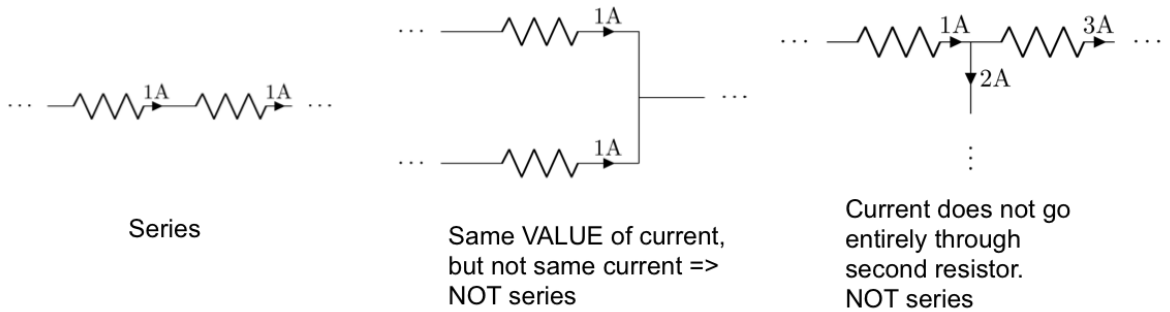 1A
1A
Series
1A
1A
Same VALUE of current,
but not same current =>
NOT series
1A
3A
2A
Current does not go
entirely through
second resistor.
NOT series